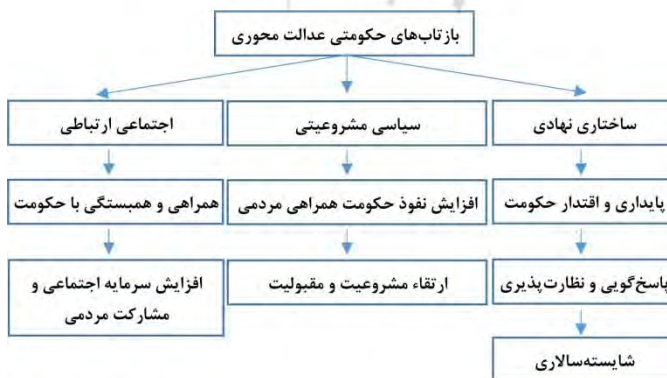 بازتاب‌های حکومتی عدالت محوری
ساختاری نهادی
سیاسی مشروعیتی
اجتماعی ارتباطی
پایداری و اقتدار حکومت
افزایش نفوذ حکومت همراهی مردمی
همراهی و همبستگی با حکومت
پاسخ‌گویی و نظارت‌پذیری
ارتقاء مشروعیت و مقبولیت
افزایش سرمایه اجتماعی و
مشارکت مردمی
شایسته‌سالاری